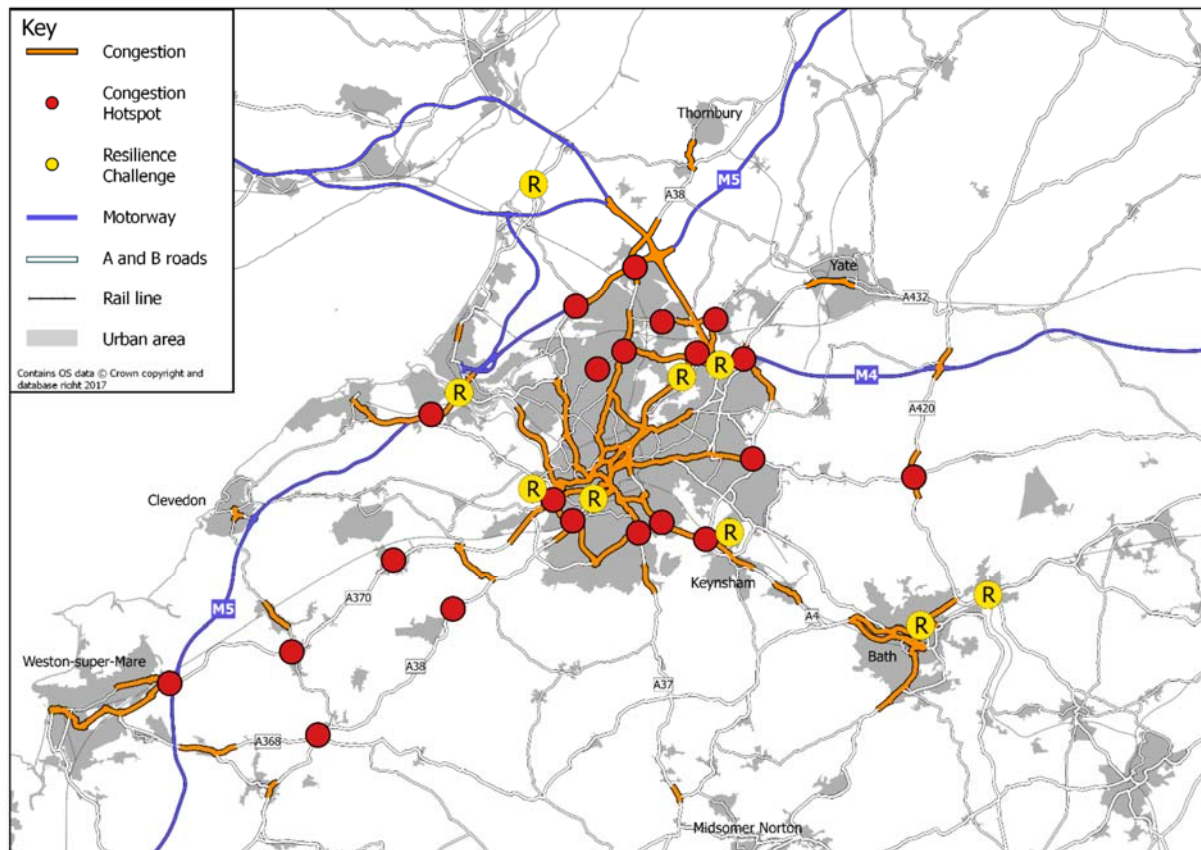 Key
Congestion
Congestion
Hotspot
Resilience
Challenge
Motorway
A and B roads
Rail line
Urban area
Contains OS data © Crown copyright and
database right 2017
Thornbury
R
M5
A38
Yate
A432
R
R
R
M4
A420
Clevedon
R
R
R
Keynsham
A370
M5
A4
R
R
Weston-super-Mare
A38
A37
Bath
A368
Midsomer Norton